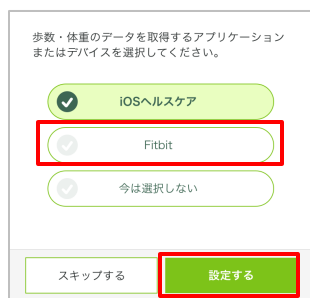 歩数・体重のデータを取得するアプリケーション
またはデバイスを選択してください。
iOSヘルスケア
Fitbit
今は選択しない
スキップする
設定する